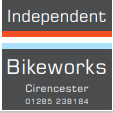 Independent
Bikeworks
Cirencester
01285 238184